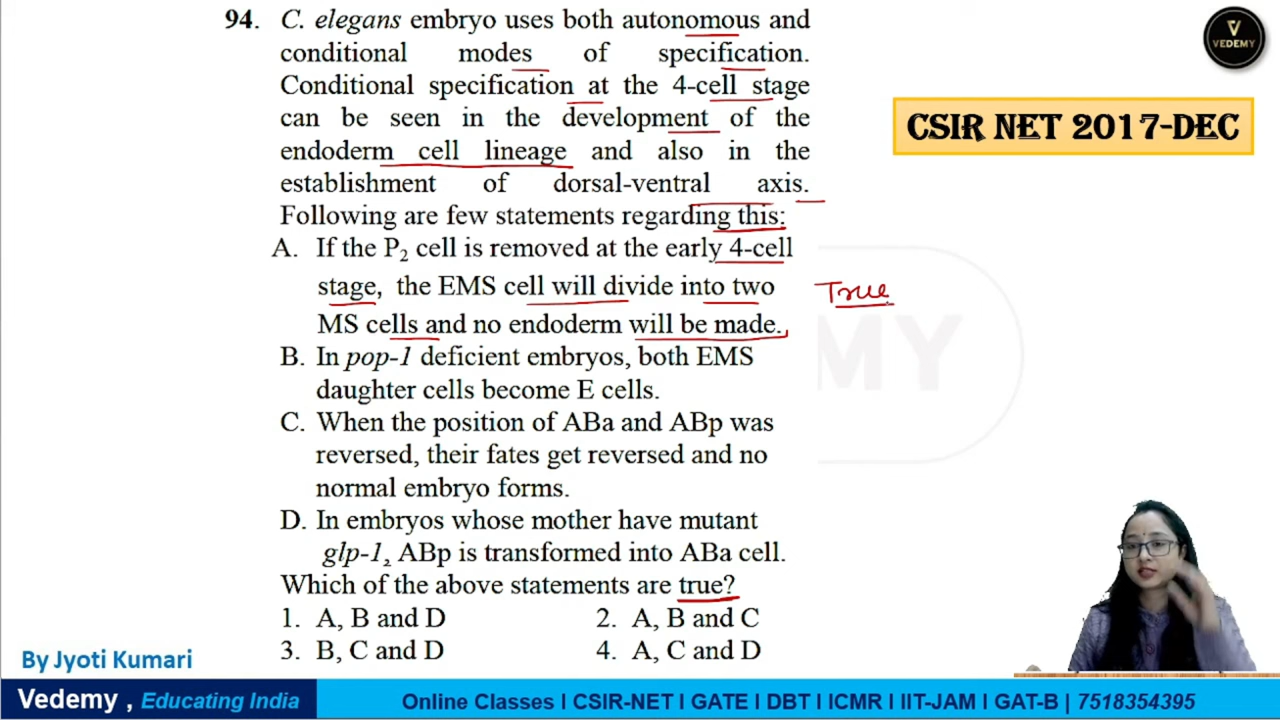 94. C. elegans embryo uses both autonomous and
conditional modes of specification.
Conditional specification at the 4-cell stage
can be seen in the development of the
endoderm cell lineage and also in the
establishment of dorsal-ventral axis.
Following are few statements regarding this:
A. If the P₂ cell is removed at the early 4-cell
stage, the EMS cell will divide into two
MS cells and no endoderm will be made.
B. In pop-1 deficient embryos, both EMS
daughter cells become E cells.
C. When the position of ABa and ABp was
reversed, their fates get reversed and no
normal embryo forms.
D. In embryos whose mother have mutant
glp-1, ABp is transformed into ABa cell.
Which of the above statements are true?
1. A, B and D 2. A, B and C
3. B, C and D 4. A, C and D
True
VEDEMY
CSIR NET 2017-DEC
MY
By Jyoti Kumari
Vedemy , Educating India
Online Classes I CSIR-NET I GATE I DBT I ICMR I IIT-JAM I GAT-B | 7518354395